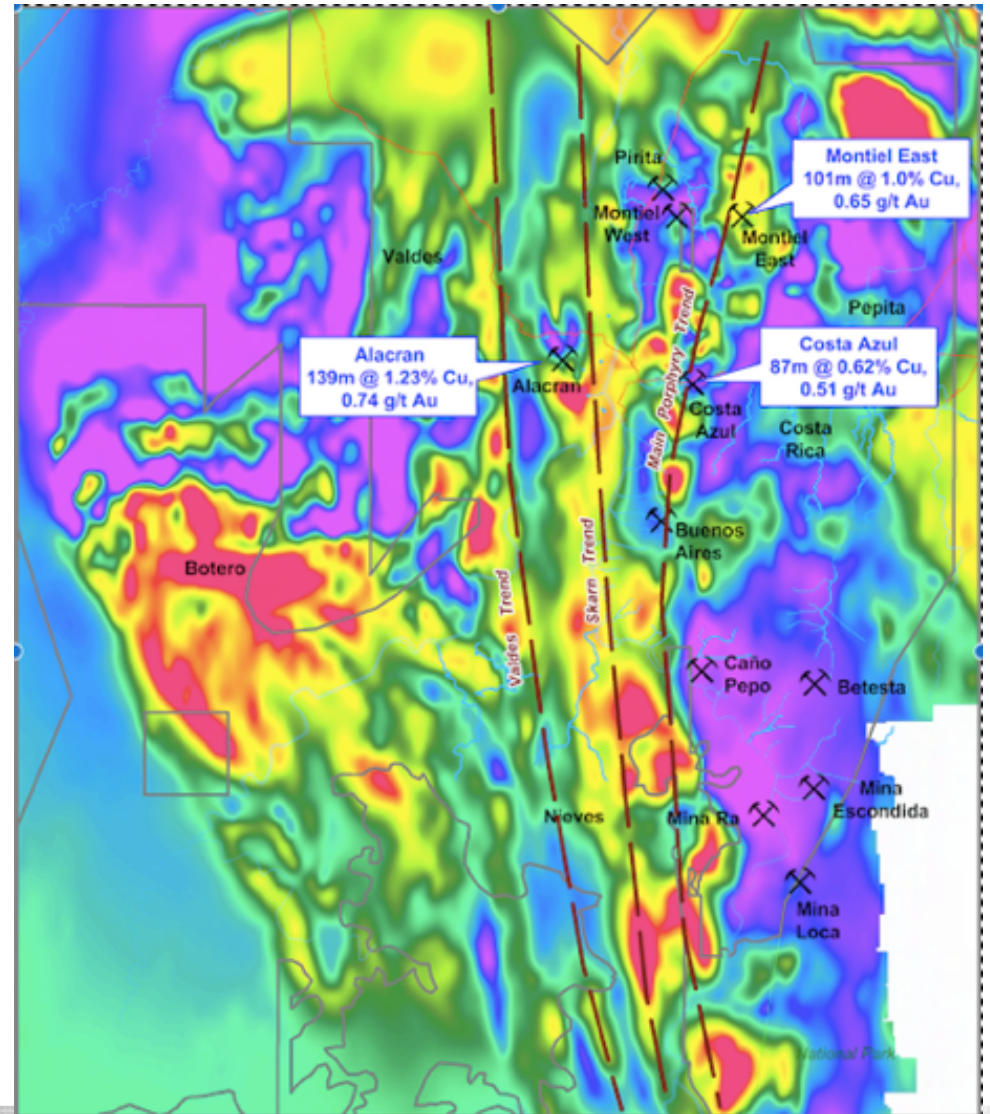 Pirita
Montiel East
101m @ 1.0% Cu,
0.65 g/t Au
Montiel
West
Montiel
East
Valdes
Pepita
Alacran
139m @ 1.23% Cu,
0.74 g/t Au
Alacran
Costa Azul
87m @ 0.62% Cu,
0.51 g/t Au
Main Porphyry Trend
Costa
Azul
Costa
Rica
Buenos
Aires
Botero
Valdes Trend
Skarn Trend
Caño
Pepo
Betesta
Nieves
Mina Ra
Mina
Escondida
Mina
Loca
National Park